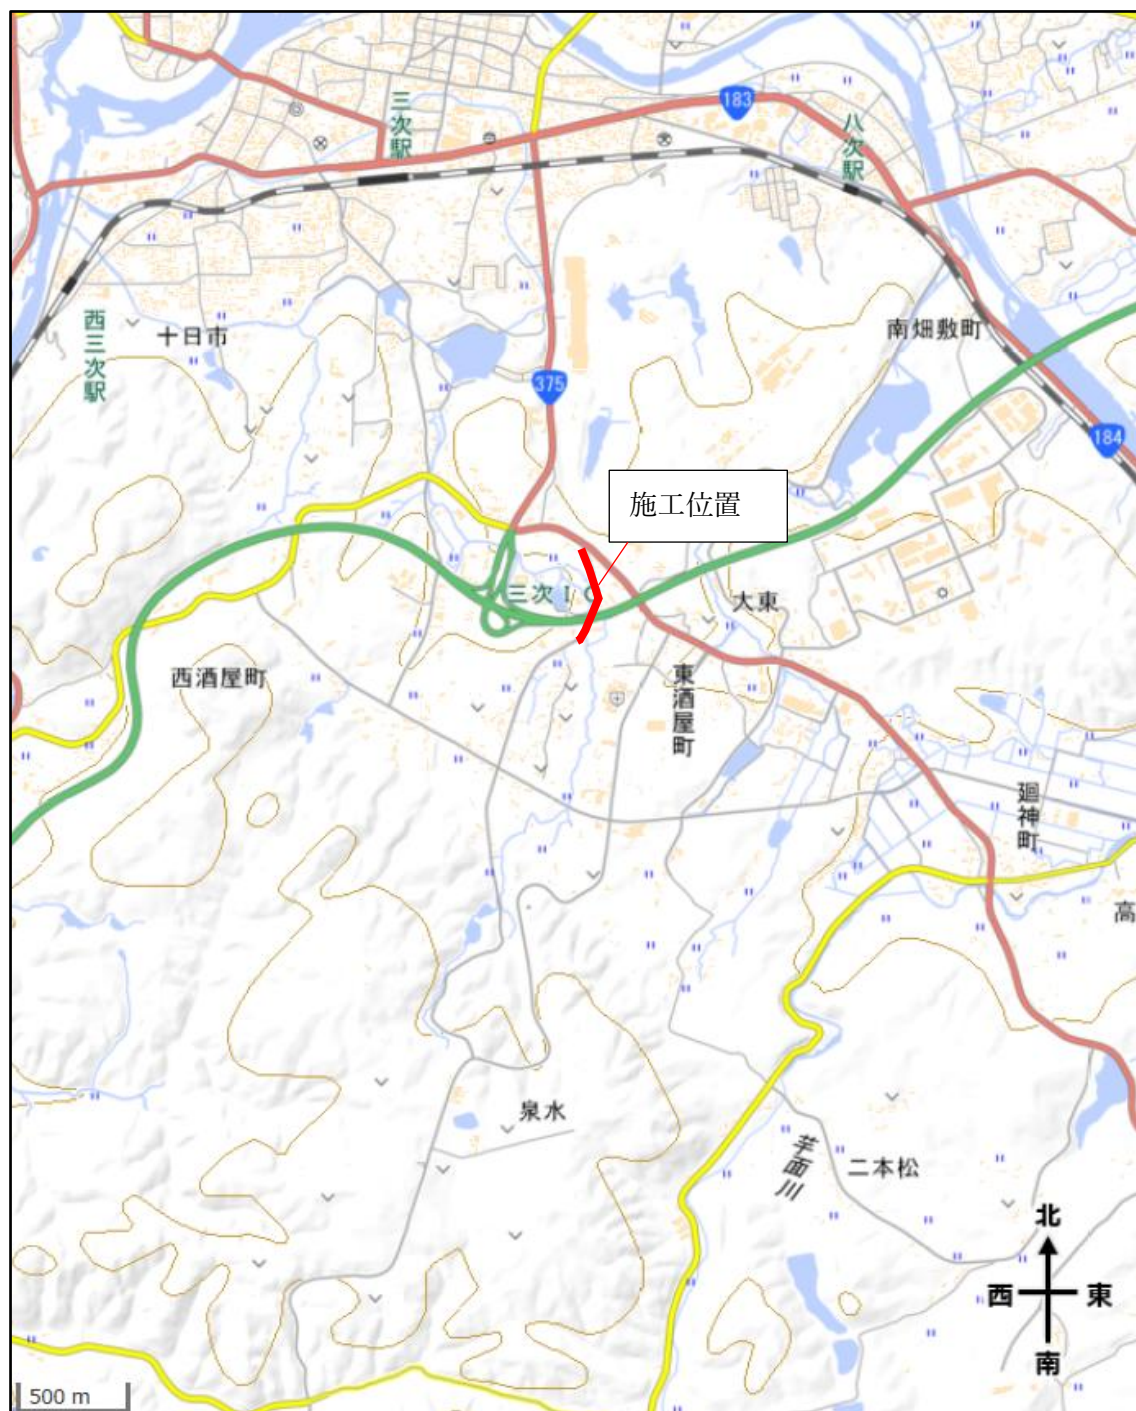 183
三次駅
八次駅
西三次駅
十日市
南畑敷町
375
184
施工位置
三次IC
大東
西酒屋町
東酒屋町
廻神町
高
泉水
芋面川
二本松
北
西
東
南
500 m